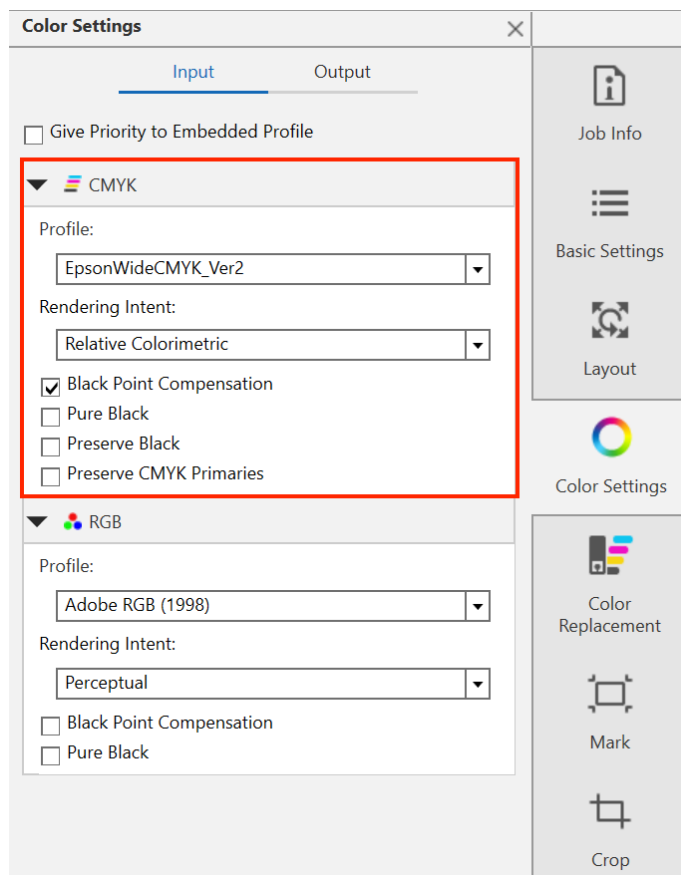 Color Settings
Input Output
Give Priority to Embedded Profile
CMYK
Profile:
EpsonWideCMYK_Ver2
Rendering Intent:
Relative Colorimetric
Black Point Compensation
Pure Black
Preserve Black
Preserve CMYK Primaries
RGB
Profile:
Adobe RGB (1998)
Rendering Intent:
Perceptual
Black Point Compensation
Pure Black
Job Info
Basic Settings
Layout
Color Settings
Color
Replacement
Mark
Crop